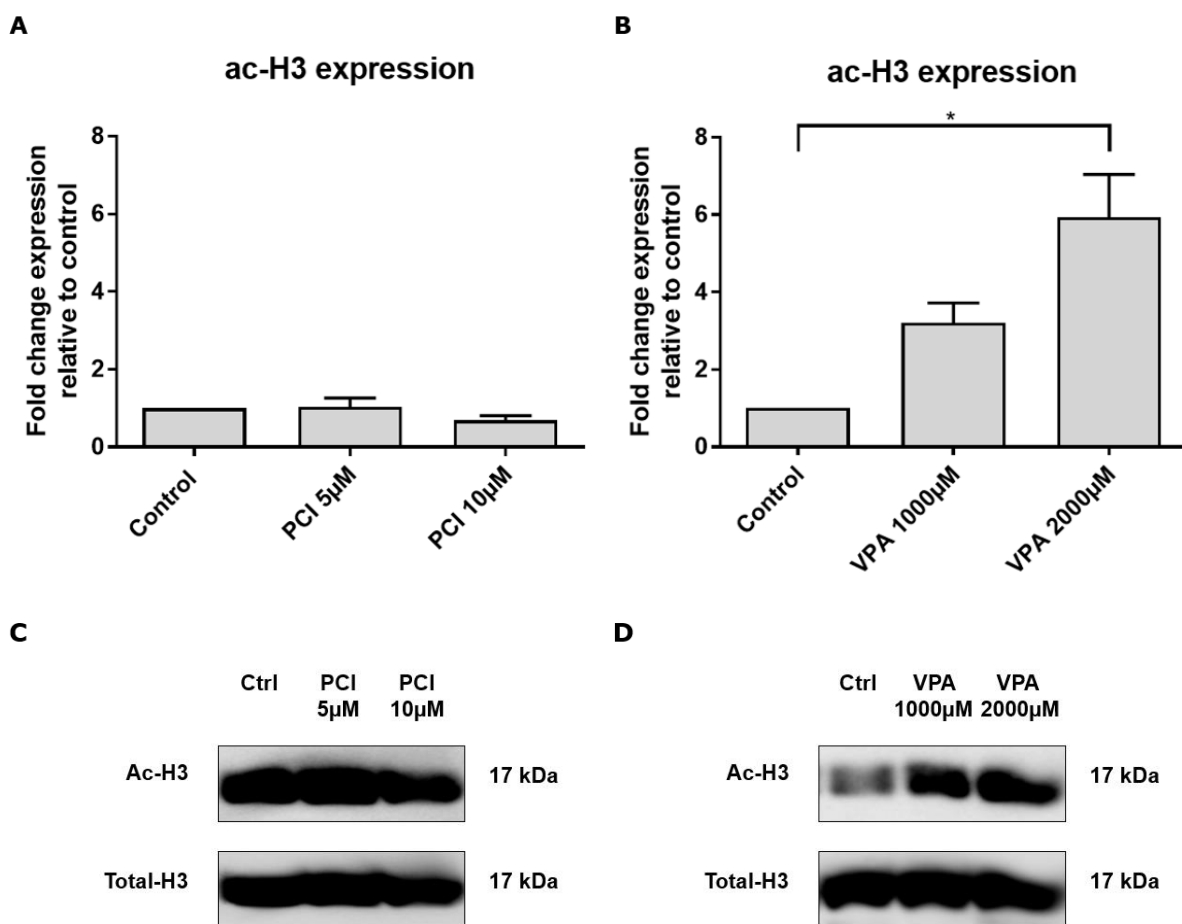 A
ac-H3 expression
Fold change expression
relative to control
8
6
4
2
0
Control
PCI 5µM
PCI 10µM
B
ac-H3 expression
*
Fold change expression
relative to control
8
6
4
2
0
Control
VPA 1000µM
VPA 2000µM
C
Ctrl PCI PCI
5µM 10µM
Ac-H3 17 kDa
Total-H3 17 kDa
D
Ctrl VPA VPA
1000µM 2000µM
Ac-H3 17 kDa
Total-H3 17 kDa